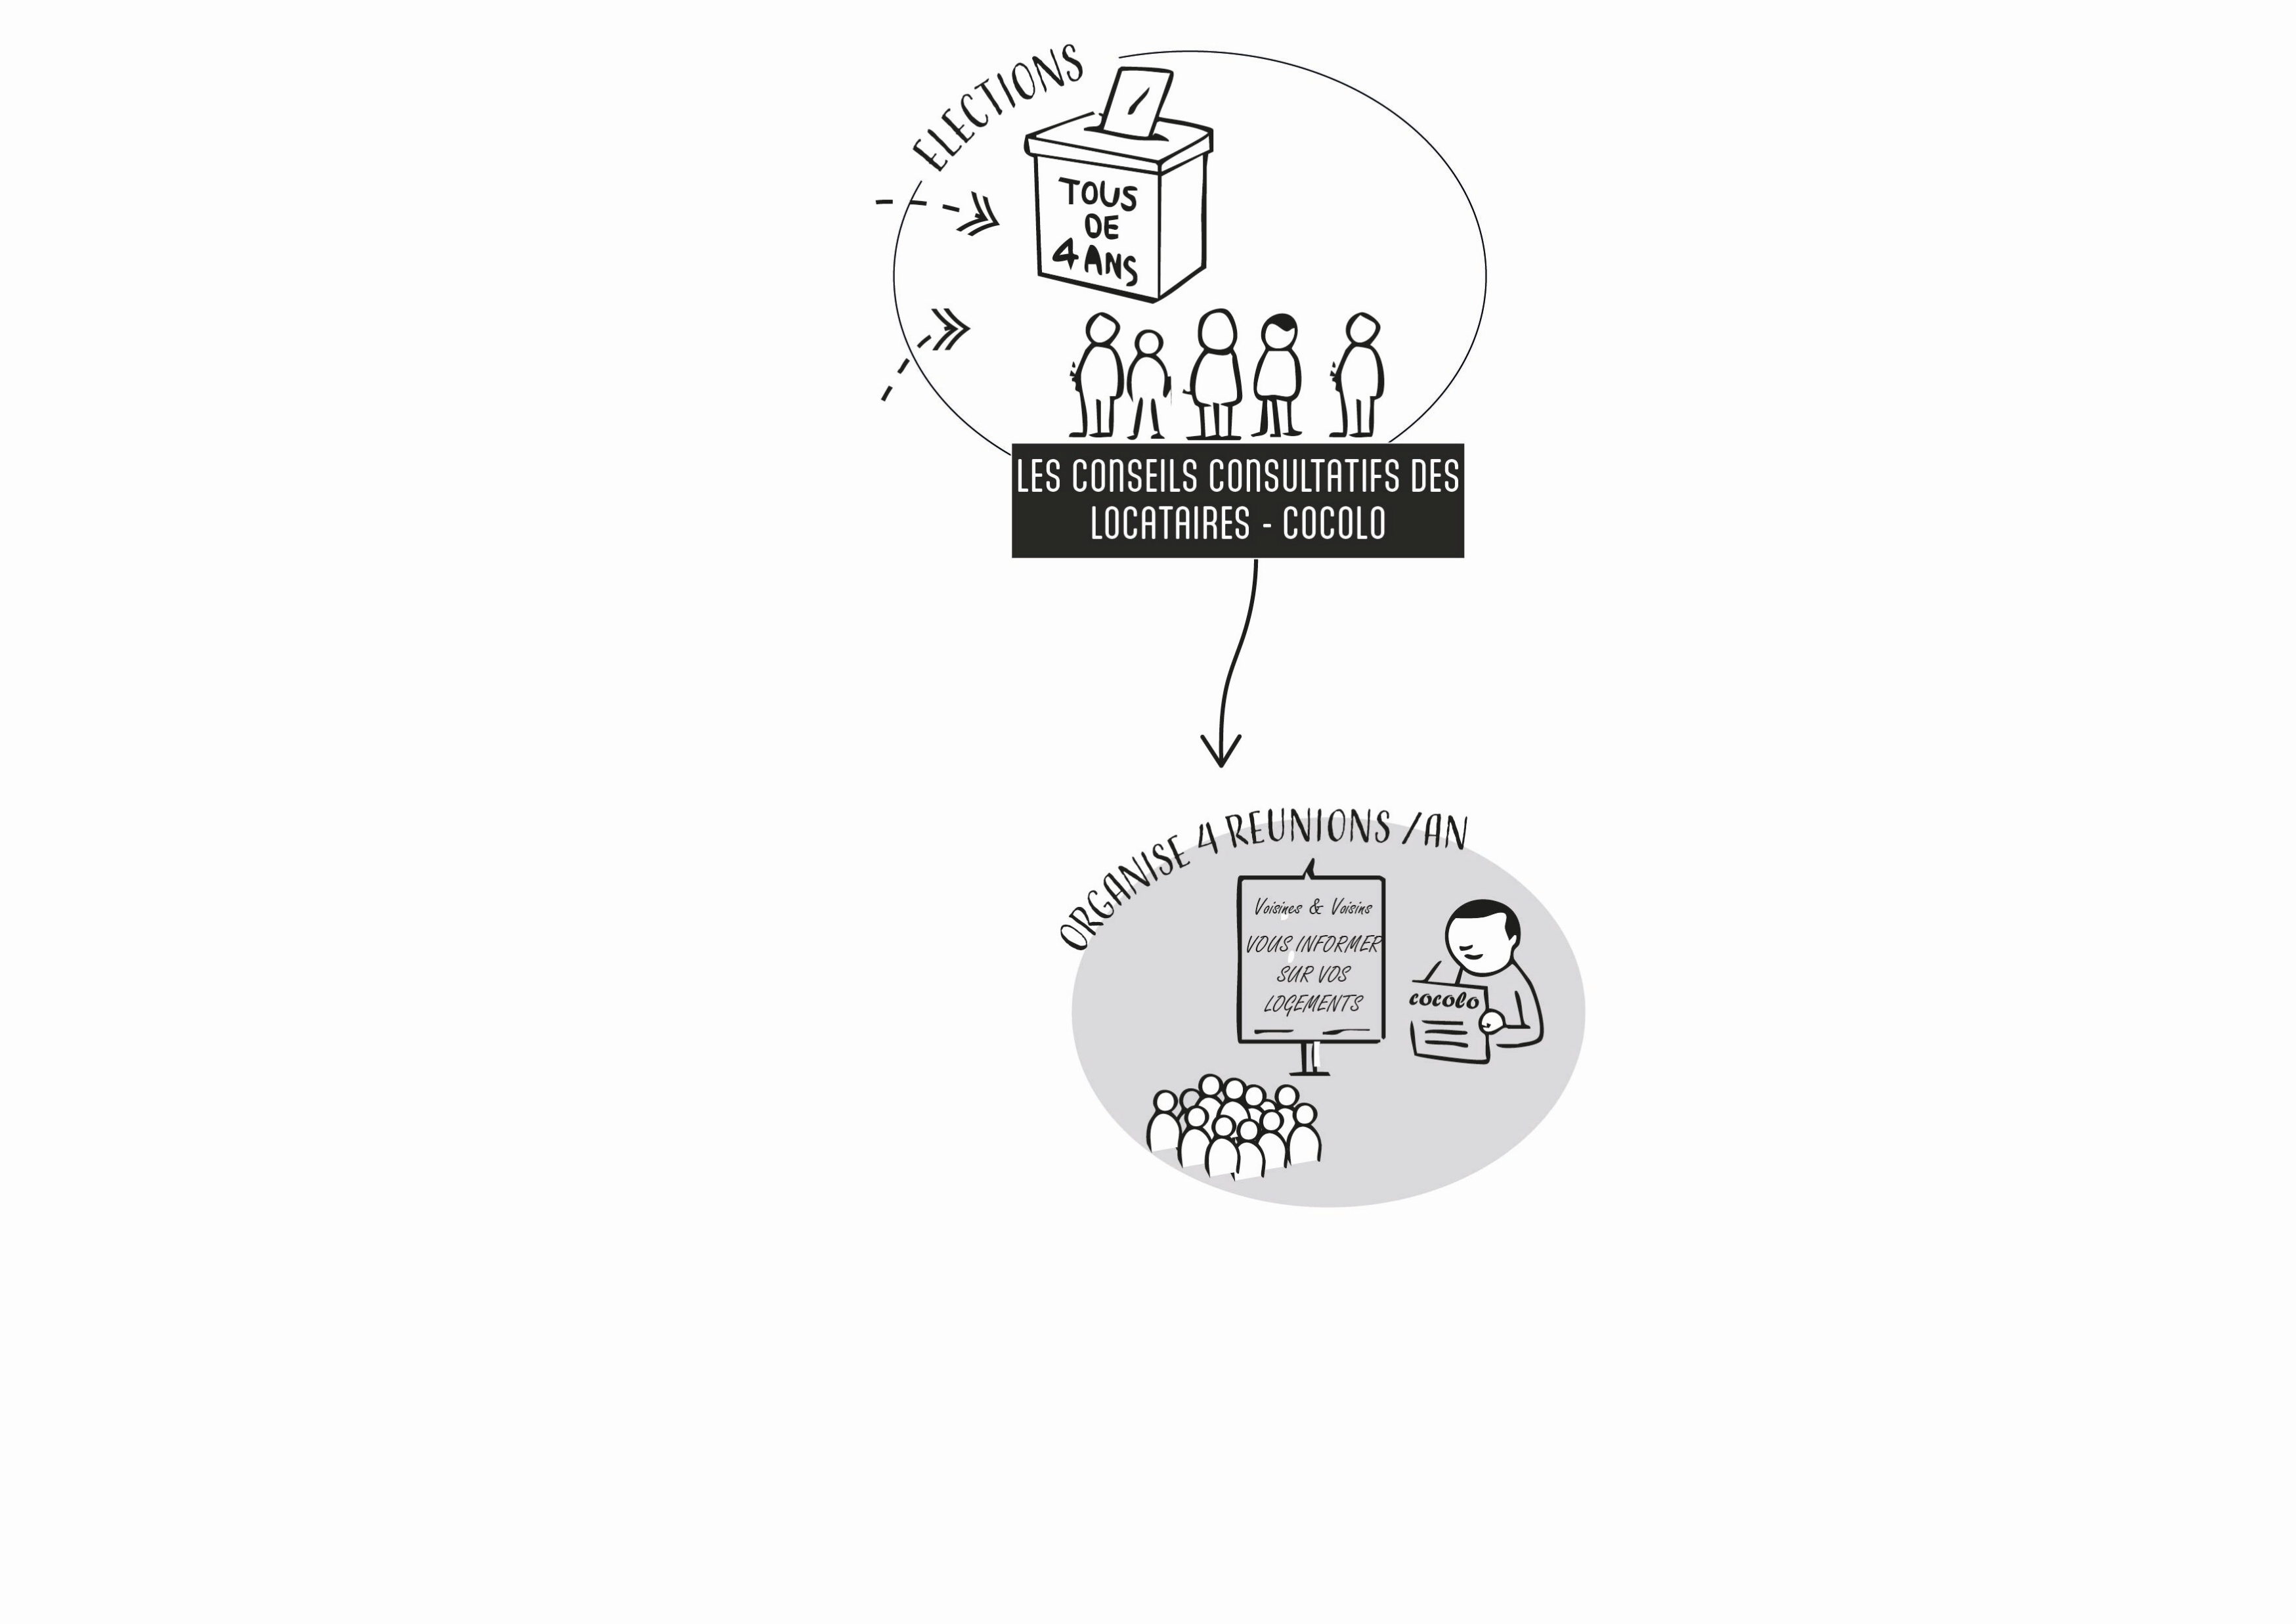 ELECTIONS
TOUS
DE
4 ANS
LES CONSEILS CONSULTATIFS DES
LOCATAIRES - COCOLO
ORGANISE 4 REUNIONS /AN
Voisines & Voisins
VOUS INFORMER
SUR VOS
LOGEMENTS
cocolo